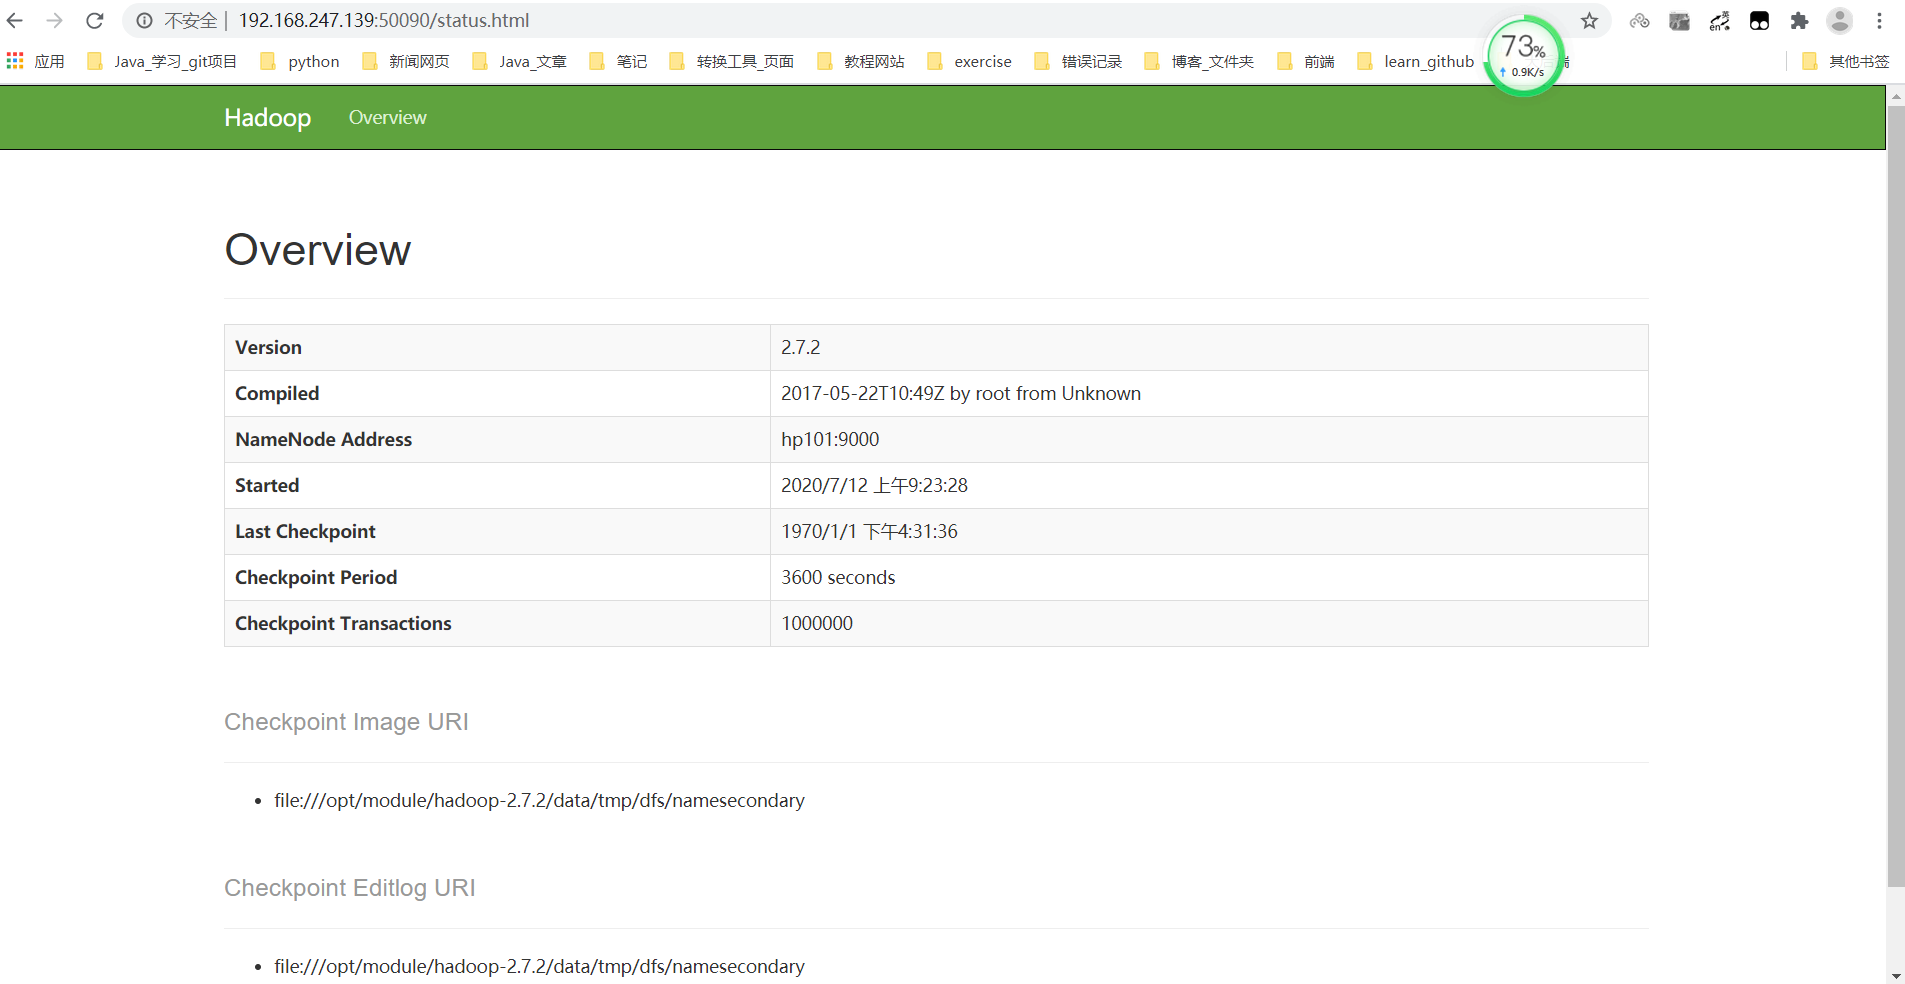 不安全 | 192.168.247.139:50090/status.html
应用 Java_学习_git项目 python 新闻网页 Java_文章 笔记 转换工具_页面 教程网站 exercise 错误记录 博客_文件夹 前端 learn_github 其他书签
73%
0.9K/s
Hadoop Overview
Overview
Version 2.7.2
Compiled 2017-05-22T10:49Z by root from Unknown
NameNode Address hp101:9000
Started 2020/7/12 上午9:23:28
Last Checkpoint 1970/1/1 下午4:31:36
Checkpoint Period 3600 seconds
Checkpoint Transactions 1000000
Checkpoint Image URI
• file:///opt/module/hadoop-2.7.2/data/tmp/dfs/namesecondary
Checkpoint Editlog URI
• file:///opt/module/hadoop-2.7.2/data/tmp/dfs/namesecondary